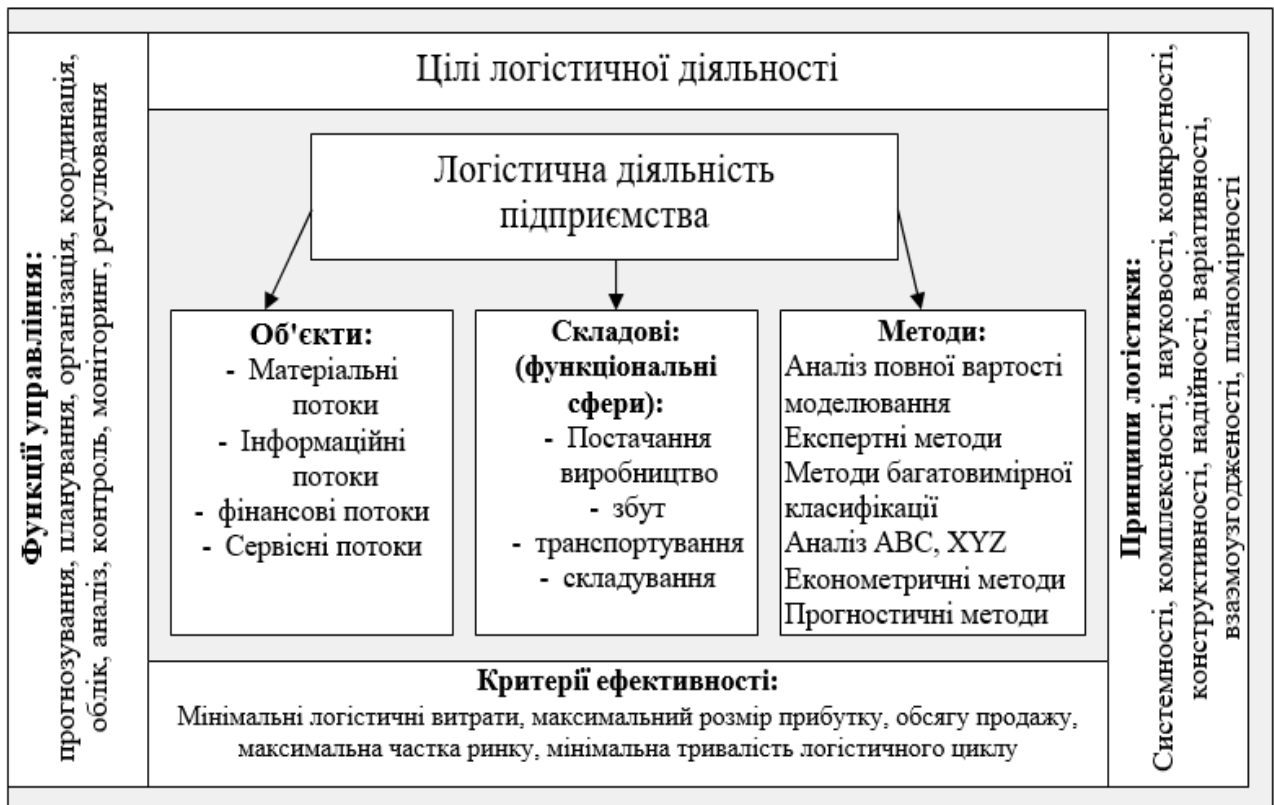 Функції управління:
прогнозування, планування, організація, координація,
облік, аналіз, контроль, моніторинг, регулювання
Цілі логістичної діяльності
Логістична діяльність
підприємства
Об'єкти:
- Матеріальні
потоки
- Інформаційні
потоки
- фінансові потоки
- Сервісні потоки
Складові:
(функціональні
сфери):
- Постачання
виробництво
- збут
- транспортування
- складування
Методи:
Аналіз повної вартості
моделювання
Експертні методи
Методи багатовимірної
класифікації
Аналіз ABC, XYZ
Економетричні методи
Прогностичні методи
Критерії ефективності:
Мінімальні логістичні витрати, максимальний розмір прибутку, обсягу продажу,
максимальна частка ринку, мінімальна тривалість логістичного циклу
Принципи логістики:
Системності, комплексності, науковості, конкретності,
конструктивності, надійності, варіативності,
взаэмоузгодженості, планомірності